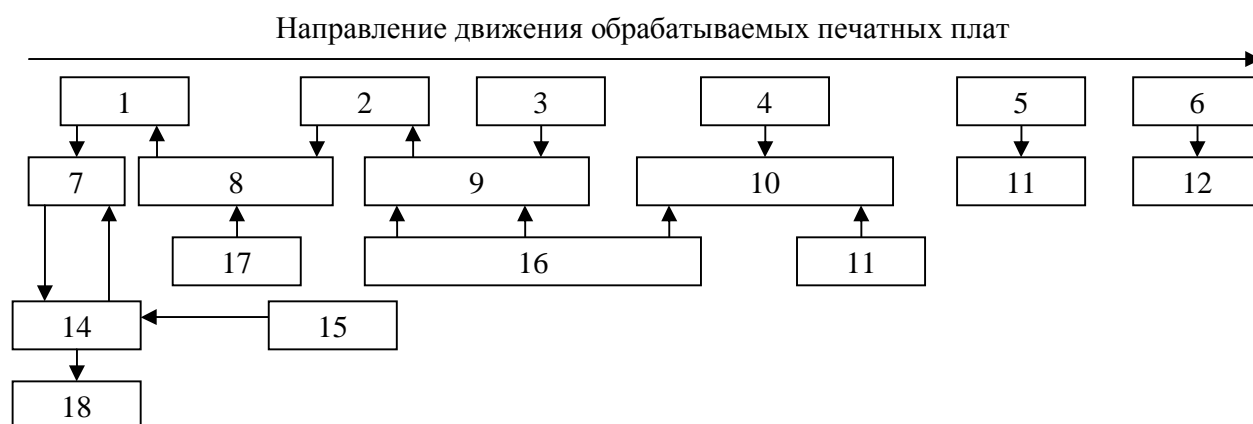 Направление движения обрабатываемых печатных плат
1 2 3 4 5 6
7 8 9 10 11 12
17 16 11
14 15
18